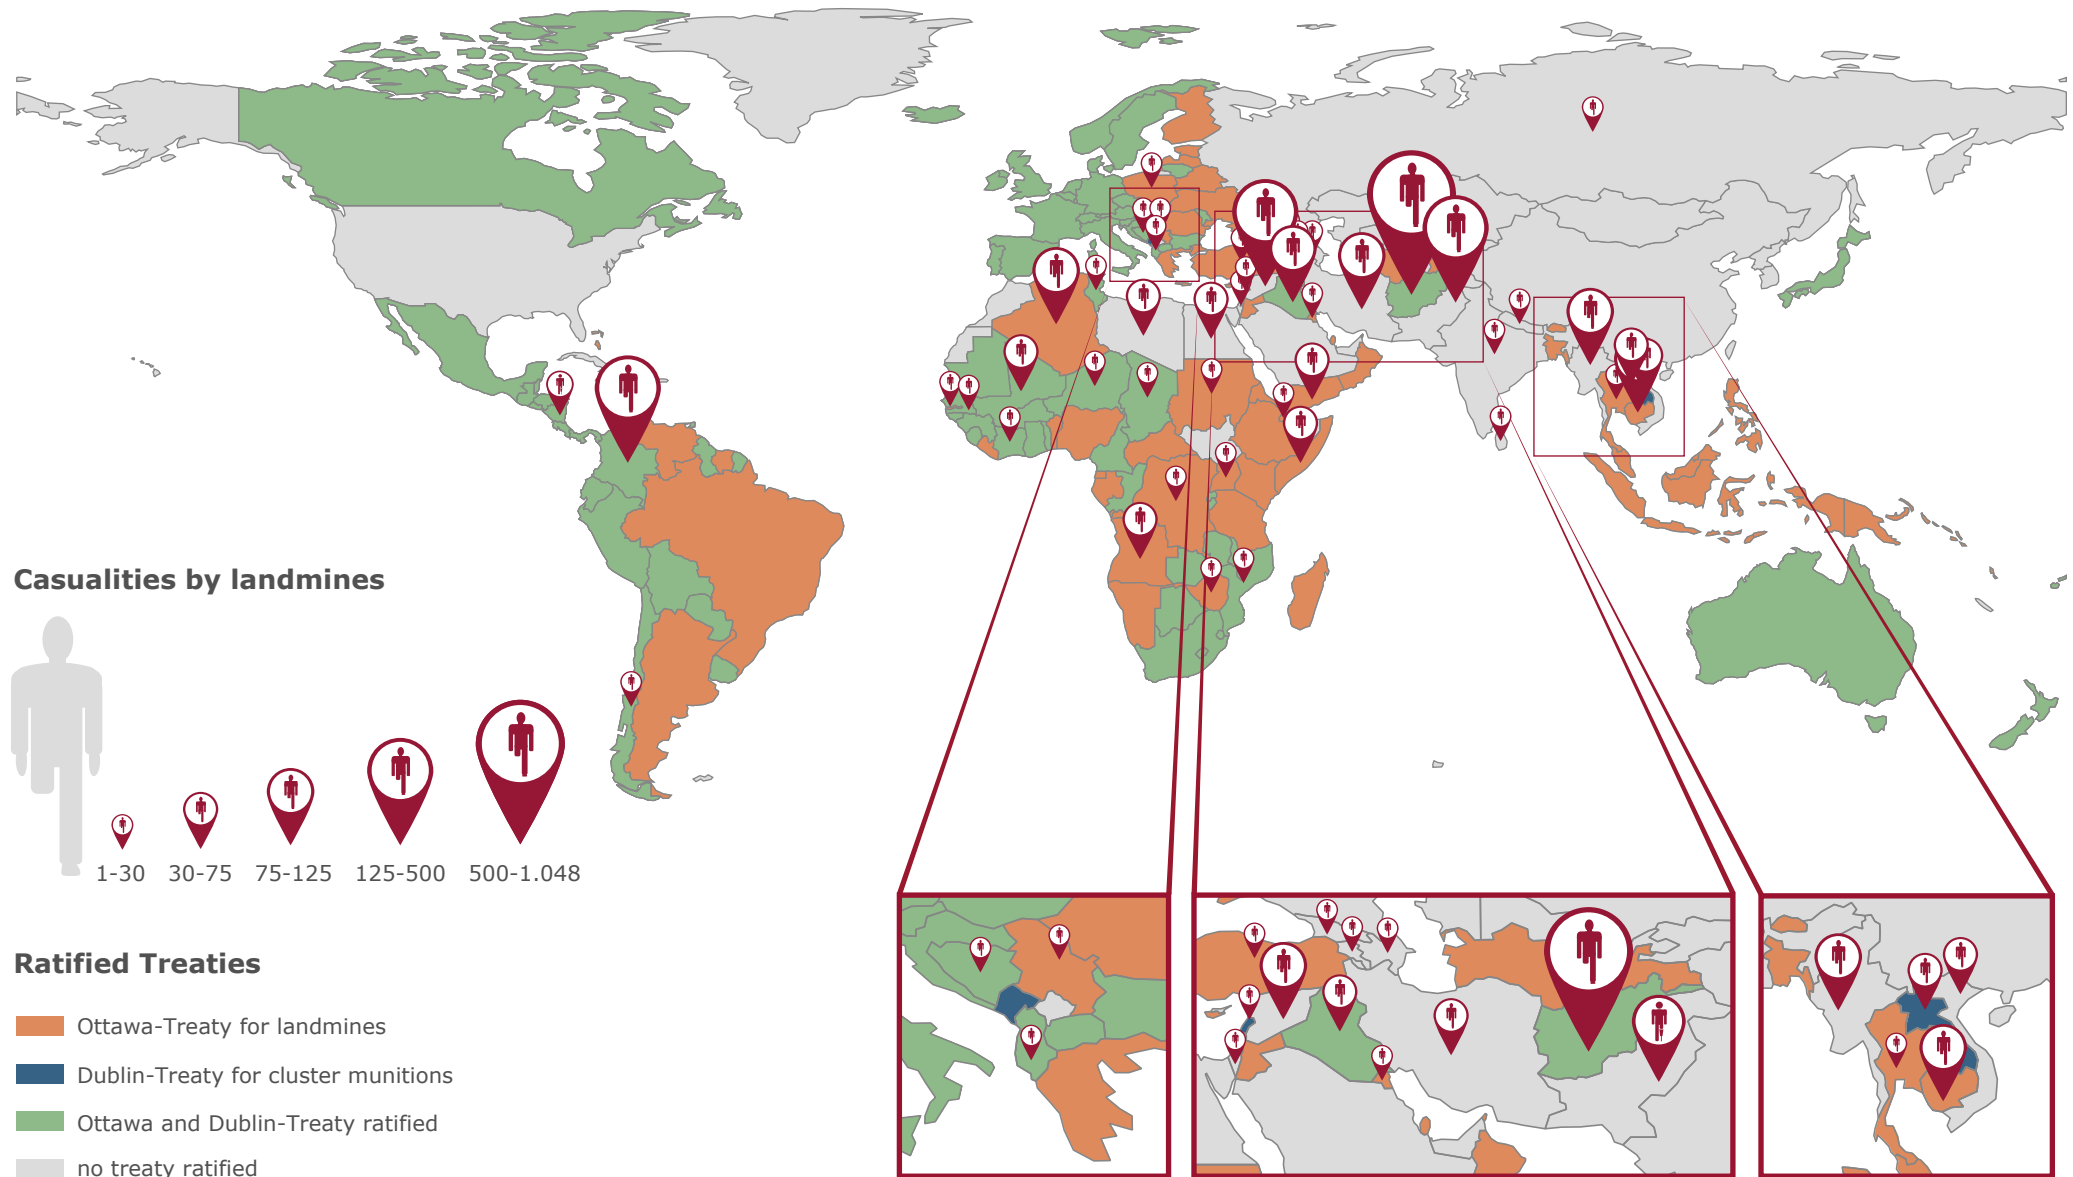 Casualities by landmines
1-30 30-75 75-125 125-500 500-1.048
Ratified Treaties
Ottawa-Treaty for landmines
Dublin-Treaty for cluster munitions
Ottawa and Dublin-Treaty ratified
no treaty ratified